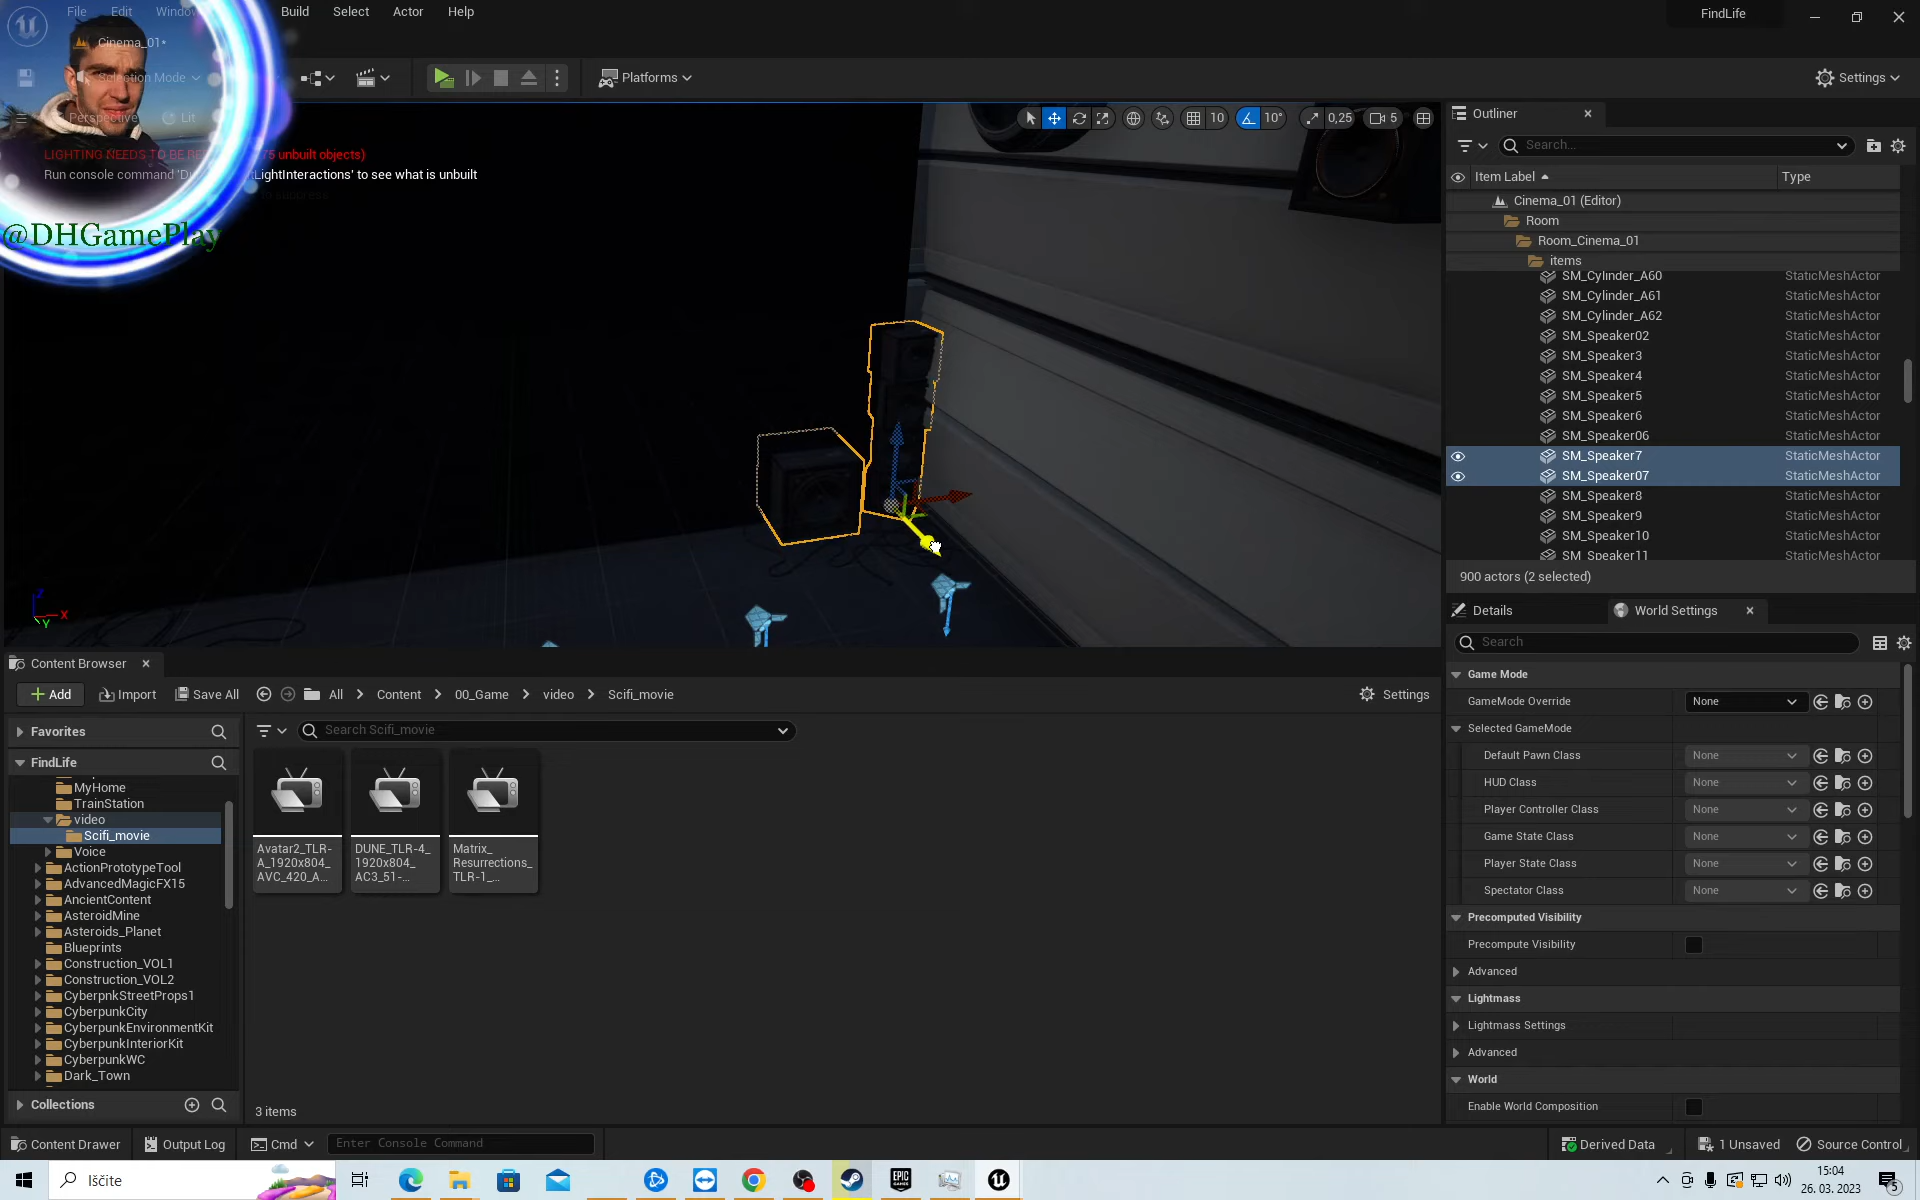 File Edit Window Build Select Actor Help
FindLife
Cinema_01*
Selection Mode
Platforms
Settings
Perspective Lit
10 10° 0,25 5
LIGHTING NEEDS TO BE
unbuilt objects)
Run console command
LightInteractions' to see what is unbuilt
@DHGamePlay
X
Y
Z
Outliner
Search...
Item Label Type
Cinema_01 (Editor)
Room
Room_Cinema_01
items
SM_Cylinder_A60 StaticMeshActor
SM_Cylinder_A61 StaticMeshActor
SM_Cylinder_A62 StaticMeshActor
SM_Speaker02 StaticMeshActor
SM_Speaker3 StaticMeshActor
SM_Speaker4 StaticMeshActor
SM_Speaker5 StaticMeshActor
SM_Speaker6 StaticMeshActor
SM_Speaker06 StaticMeshActor
SM_Speaker7 StaticMeshActor
SM_Speaker07 StaticMeshActor
SM_Speaker8 StaticMeshActor
SM_Speaker9 StaticMeshActor
SM_Speaker10 StaticMeshActor
SM_Speaker11 StaticMeshActor
900 actors (2 selected)
Details
World Settings
Search
Game Mode
GameMode Override None
Selected GameMode
Default Pawn Class None
HUD Class None
Player Controller Class None
Game State Class None
Player State Class None
Spectator Class None
Precomputed Visibility
Precompute Visibility
Advanced
Lightmass
Lightmass Settings
Advanced
World
Enable World Composition
Content Browser
Add Import Save All All Content 00_Game video Scifi_movie Settings
Favorites
Search Scifi_movie
FindLife
MyHome
TrainStation
video
Scifi_movie
Voice
ActionPrototypeTool
AdvancedMagicFX15
AncientContent
AsteroidMine
Asteroids_Planet
Blueprints
Construction_VOL1
Construction_VOL2
CyberpnkStreetProps1
CyberpunkCity
CyberpunkEnvironmentKit
CyberpunkInteriorKit
CyberpunkWC
Dark_Town
Collections
Avatar2_TLR-
A_1920x804_
AVC_420_A...
DUNE_TLR-4_
1920x804_
AC3_51-...
Matrix_
Resurrections_
TLR-1_...
3 items
Content Drawer Output Log Cmd Enter Console Command Derived Data 1 Unsaved Source Control
Iščite
EPIC
GAMES
15:04
26. 03. 2023
5